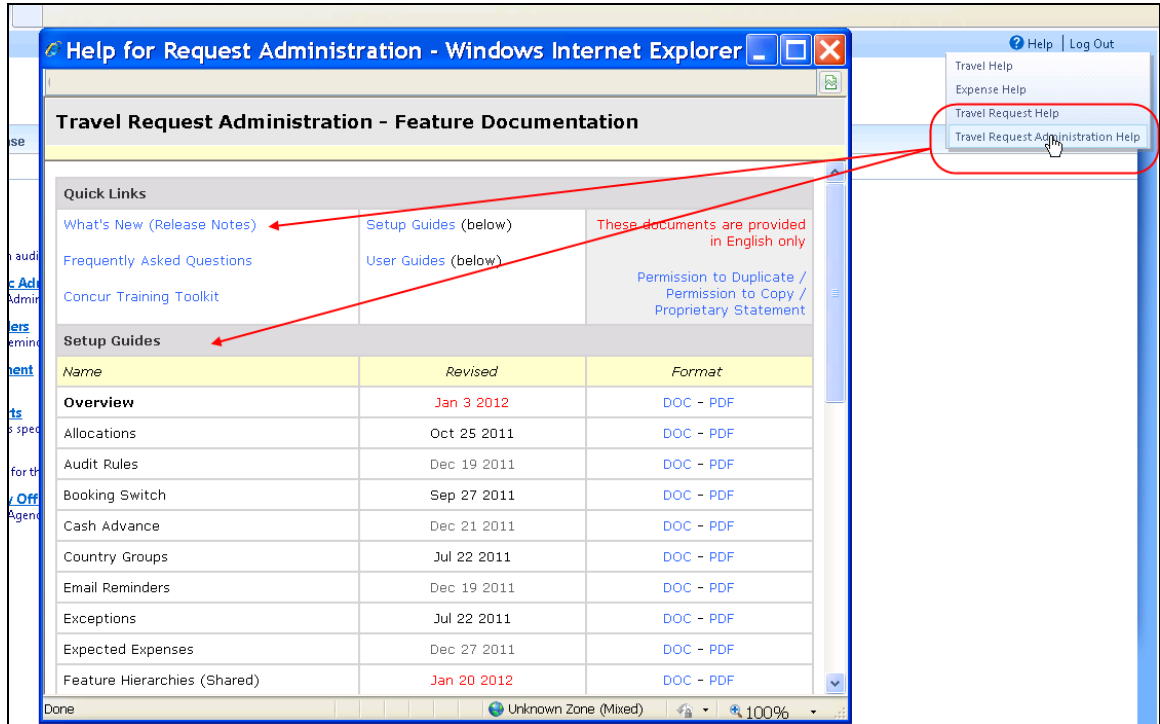 Help for Request Administration - Windows Internet Explorer
Help | Log Out
Travel Help
Expense Help
Travel Request Help
Travel Request Administration Help
Travel Request Administration - Feature Documentation
Quick Links
What's New (Release Notes) Setup Guides (below) These documents are provided
in English only
Frequently Asked Questions User Guides (below)
Permission to Duplicate /
Concur Training Toolkit Permission to Copy /
Proprietary Statement
Setup Guides
Name Revised Format
Overview Jan 3 2012 DOC - PDF
Allocations Oct 25 2011 DOC - PDF
Audit Rules Dec 19 2011 DOC - PDF
Booking Switch Sep 27 2011 DOC - PDF
Cash Advance Dec 21 2011 DOC - PDF
Country Groups Jul 22 2011 DOC - PDF
Email Reminders Dec 19 2011 DOC - PDF
Exceptions Jul 22 2011 DOC - PDF
Expected Expenses Dec 27 2011 DOC - PDF
Feature Hierarchies (Shared) Jan 20 2012 DOC - PDF
Done Unknown Zone (Mixed) 100%